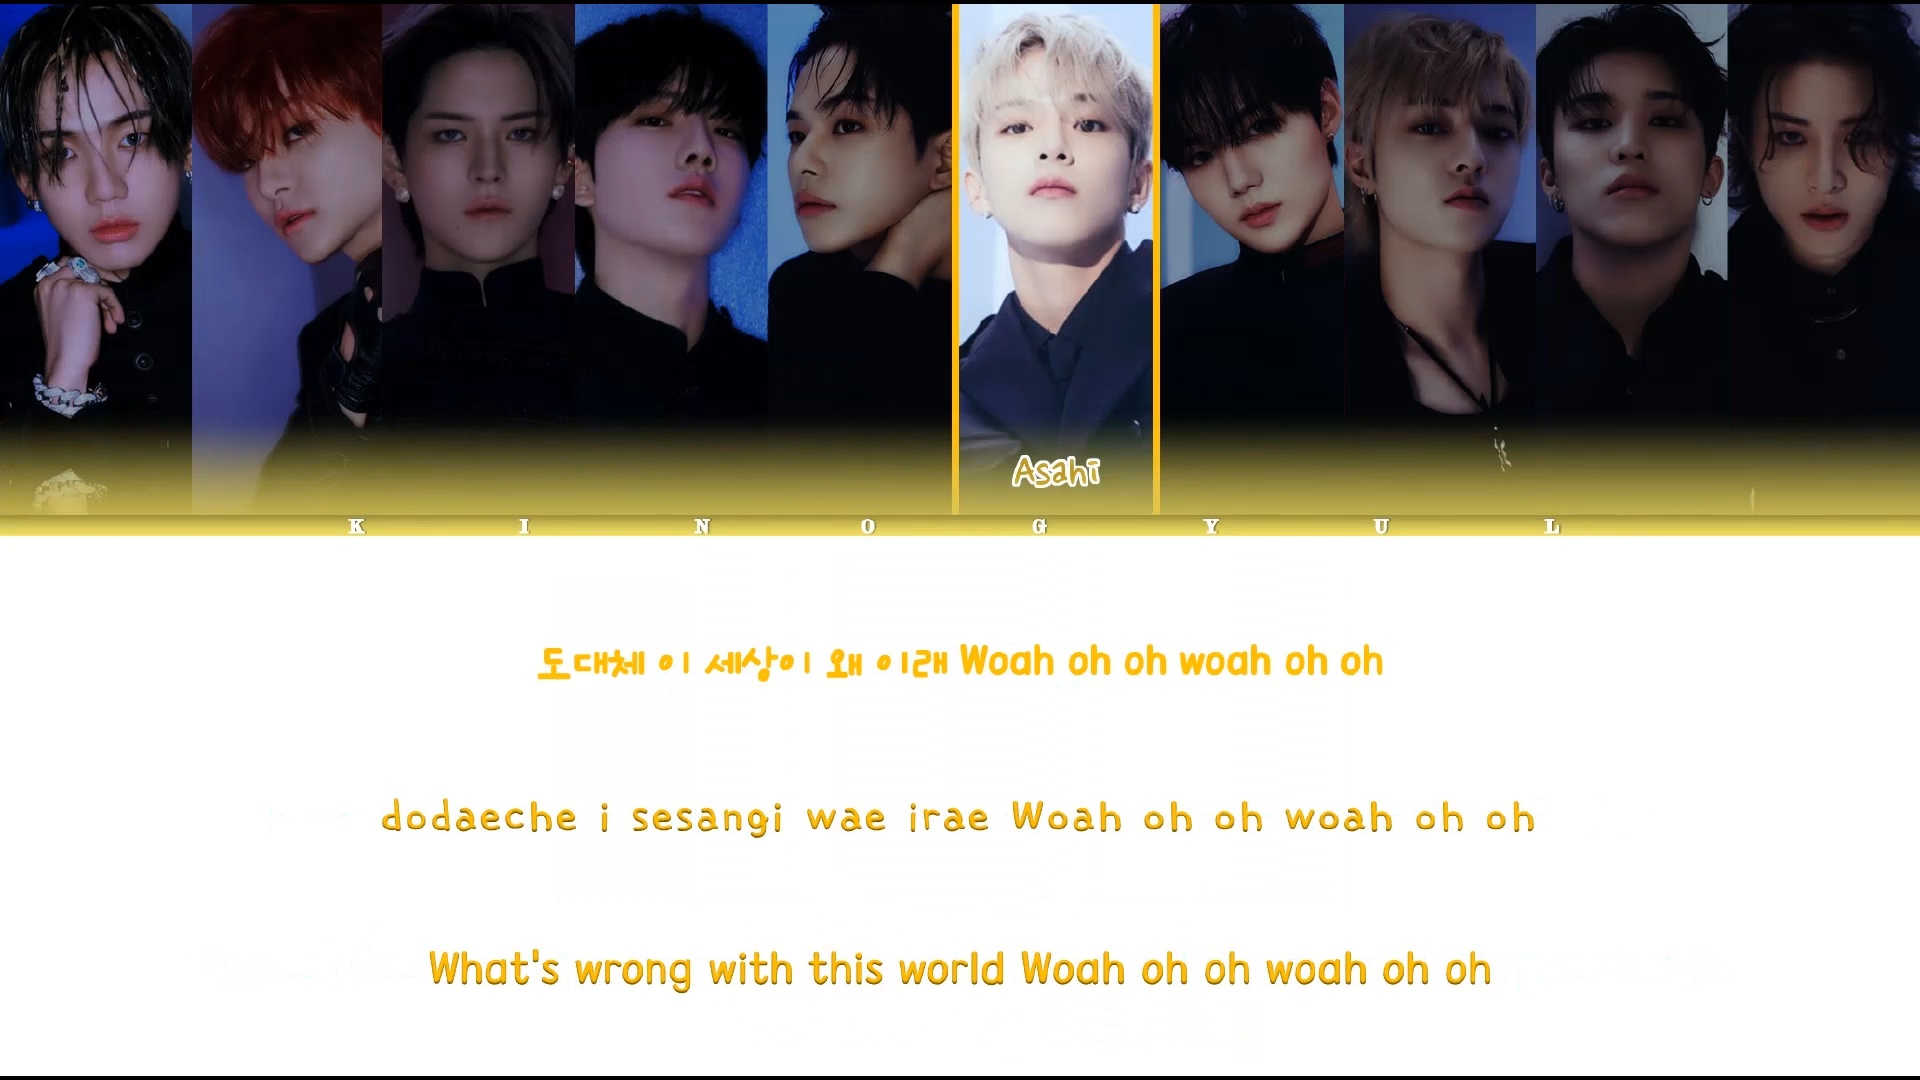 Asahi
K I N O G Y U L
도대체 이 세상이 왜 이래 Woah oh oh woah oh oh
dodaeche i sesangi wae irae Woah oh oh woah oh oh
What's wrong with this world Woah oh oh woah oh oh